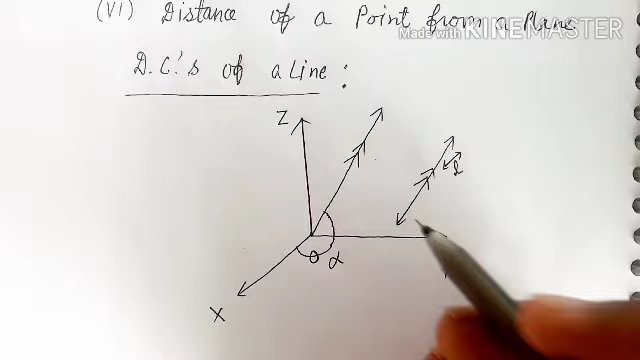 (VI) Distance of a Point from a Plane
Made with KINEMASTER
D.C.'s of a Line :
Z
l
O α
X